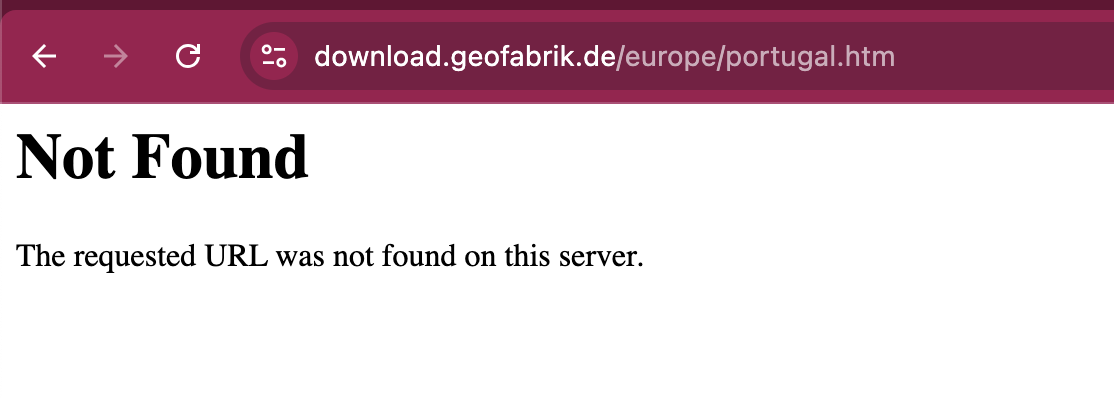 download.geofabrik.de/europe/portugal.htm
Not Found
The requested URL was not found on this server.